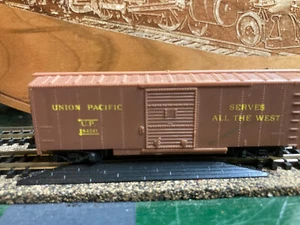 UNION PACIFIC
U.P.
SERVES
ALL THE WEST